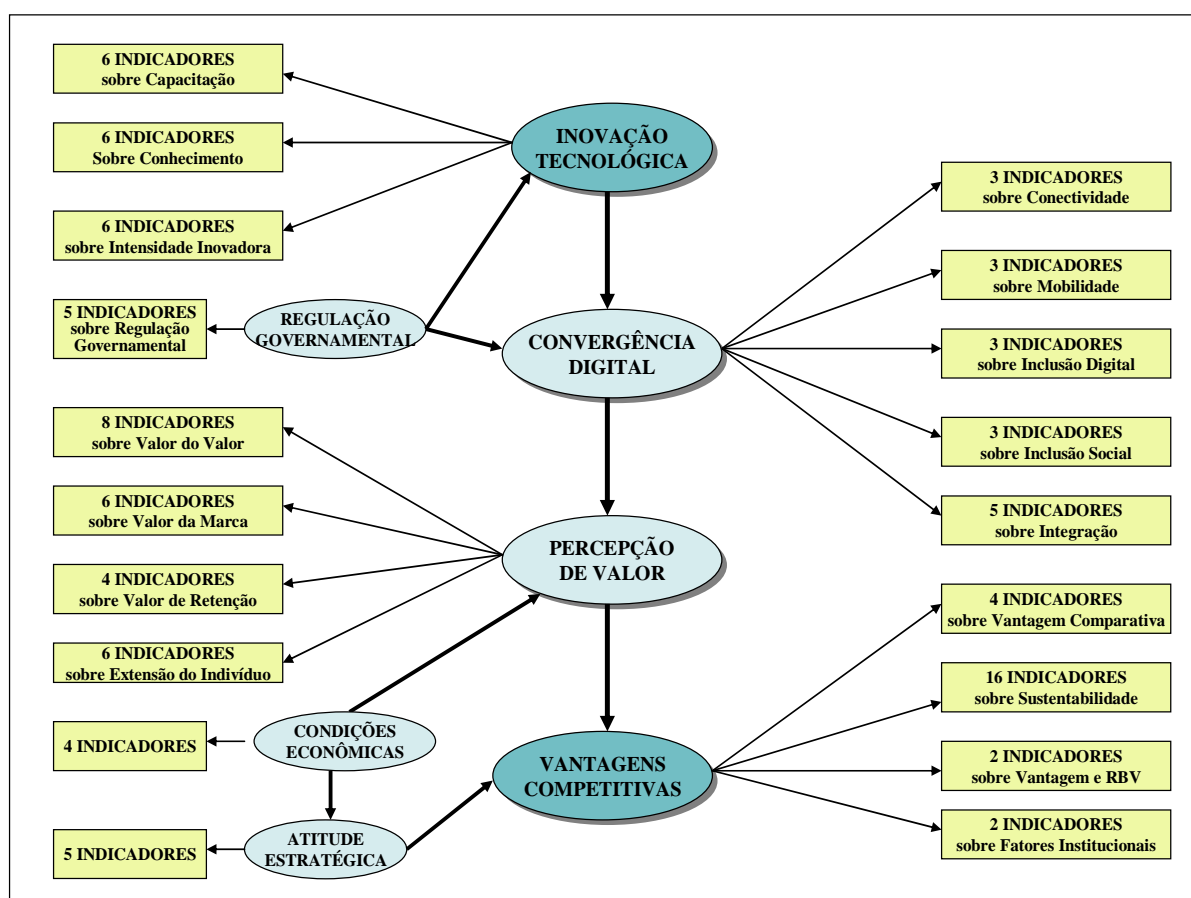 6 INDICADORES
sobre Capacitação
6 INDICADORES
Sobre Conhecimento
6 INDICADORES
sobre Intensidade Inovadora
5 INDICADORES
sobre Regulação
Governamental
8 INDICADORES
sobre Valor do Valor
6 INDICADORES
sobre Valor da Marca
4 INDICADORES
sobre Valor de Retenção
6 INDICADORES
sobre Extensão do Indivíduo
4 INDICADORES
5 INDICADORES
INOVAÇÃO
TECNOLÓGICA
REGULAÇÃO
GOVERNAMENTAL
CONVERGÊNCIA
DIGITAL
PERCEPÇÃO
DE VALOR
CONDIÇÕES
ECONÔMICAS
VANTAGENS
COMPETITIVAS
ATITUDE
ESTRATÉGICA
3 INDICADORES
sobre Conectividade
3 INDICADORES
sobre Mobilidade
3 INDICADORES
sobre Inclusão Digital
3 INDICADORES
sobre Inclusão Social
5 INDICADORES
sobre Integração
4 INDICADORES
sobre Vantagem Comparativa
16 INDICADORES
sobre Sustentabilidade
2 INDICADORES
sobre Vantagem e RBV
2 INDICADORES
sobre Fatores Institucionais